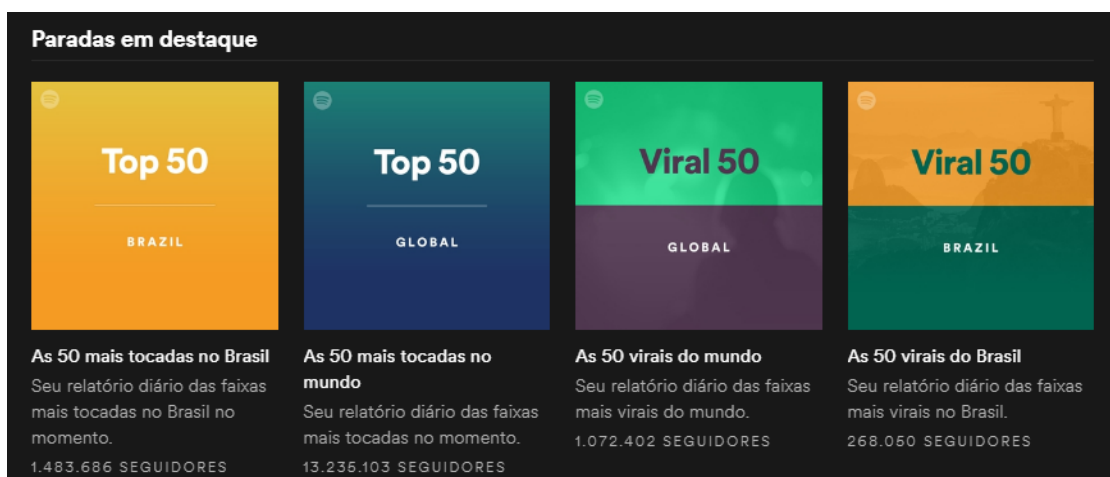 Paradas em destaque
Top 50
BRAZIL
As 50 mais tocadas no Brasil
Seu relatório diário das faixas
mais tocadas no Brasil no
momento.
1.483.686 SEGUIDORES
Top 50
GLOBAL
As 50 mais tocadas no
mundo
Seu relatório diário das faixas
mais tocadas no momento.
13.235.103 SEGUIDORES
Viral 50
GLOBAL
As 50 virais do mundo
Seu relatório diário das faixas
mais virais do mundo.
1.072.402 SEGUIDORES
Viral 50
BRAZIL
As 50 virais do Brasil
Seu relatório diário das faixas
mais virais no Brasil.
268.050 SEGUIDORES